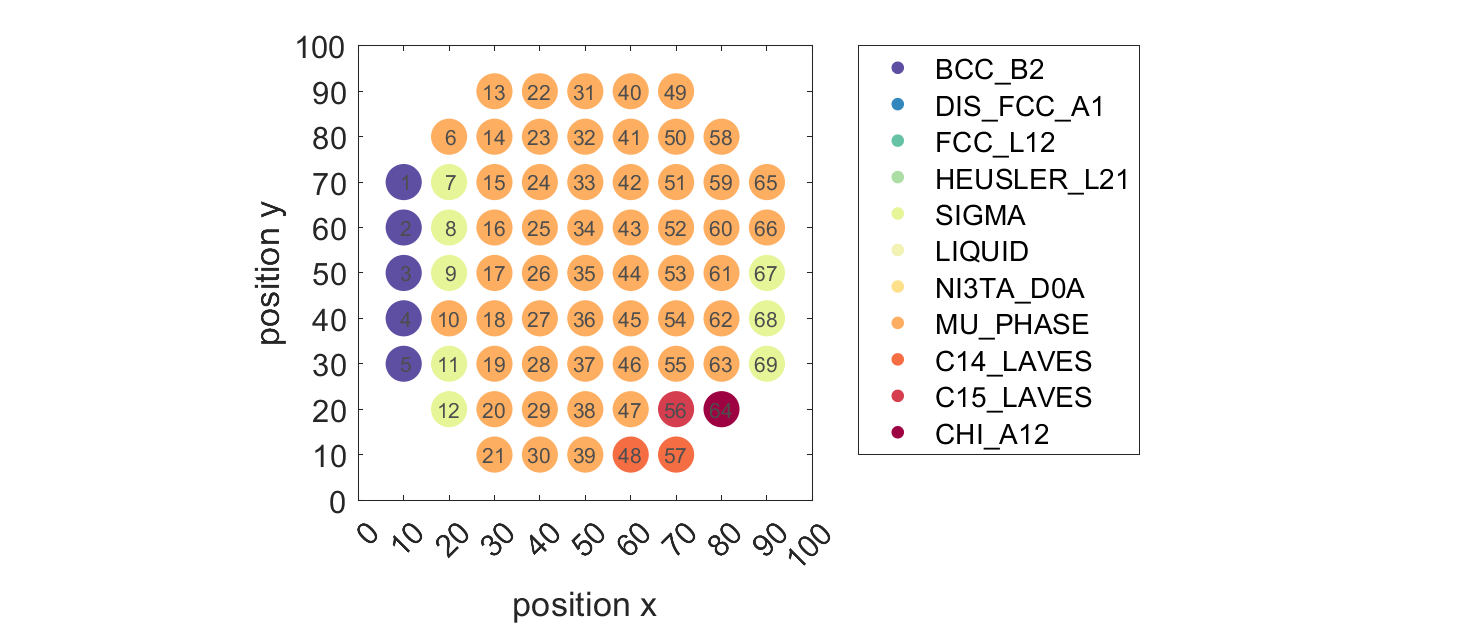 100
90 13 22 31 40 49
80 6 14 23 32 41 50 58
70 1 7 15 24 33 42 51 59 65
60 2 8 16 25 34 43 52 60 66
50 3 9 17 26 35 44 53 61 67
40 4 10 18 27 36 45 54 62 68
30 5 11 19 28 37 46 55 63 69
20 12 20 29 38 47 56 64
10 21 30 39 48 57
0
position y
0 10 20 30 40 50 60 70 80 90 100
position x
BCC_B2
DIS_FCC_A1
FCC_L12
HEUSLER_L21
SIGMA
LIQUID
NI3TA_D0A
MU_PHASE
C14_LAVES
C15_LAVES
CHI_A12